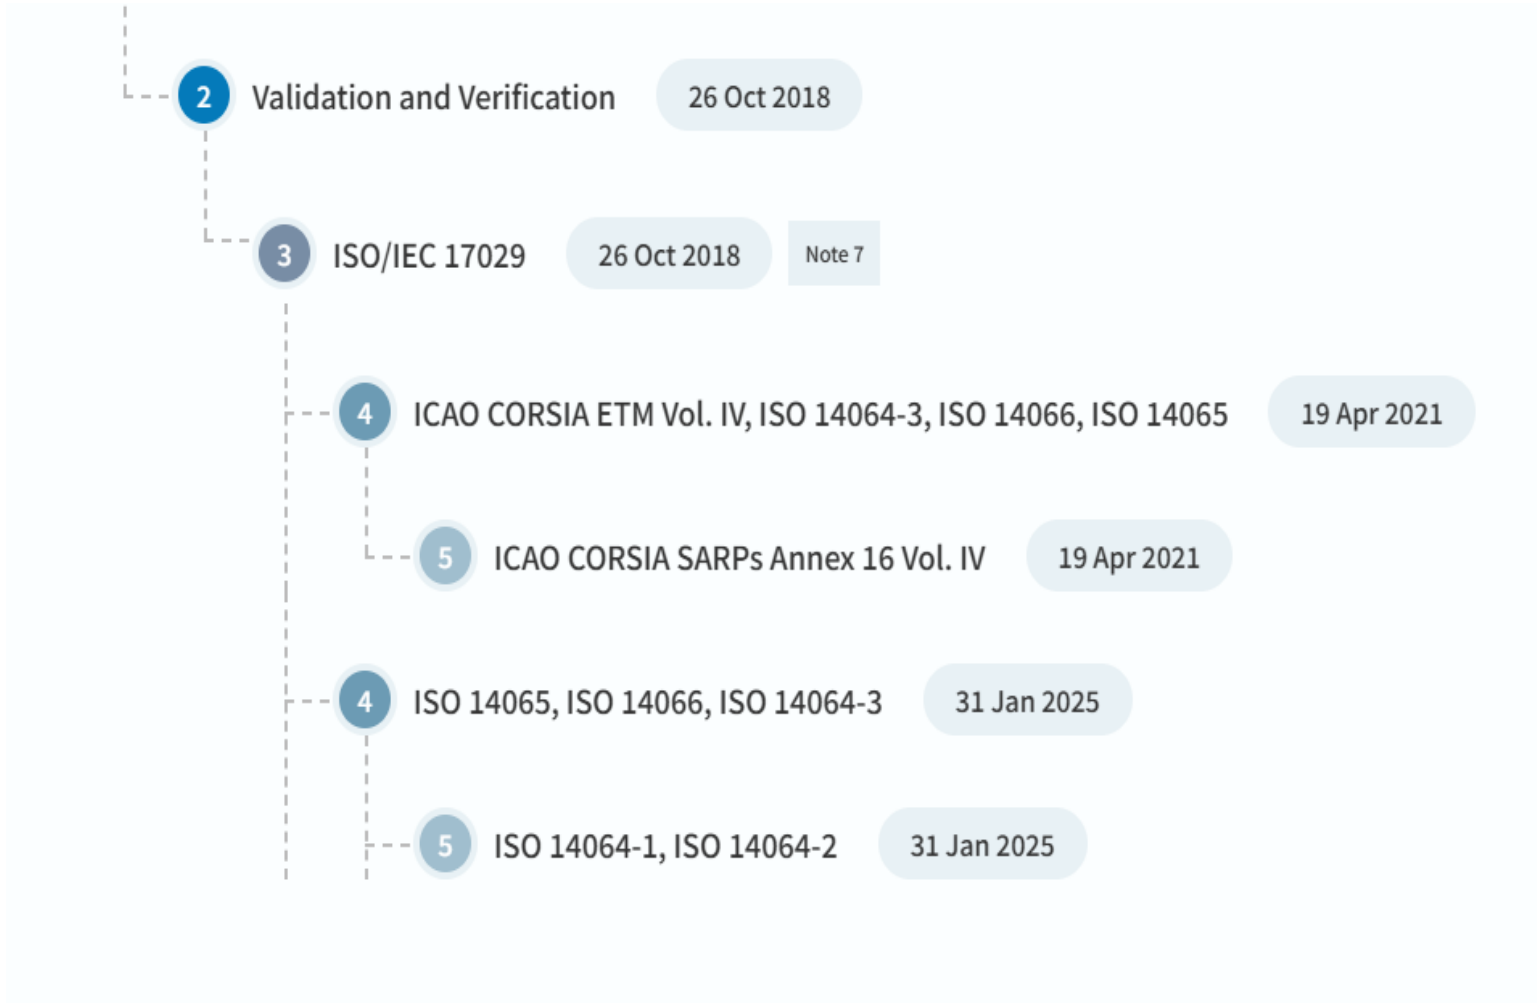 2 Validation and Verification 26 Oct 2018
3 ISO/IEC 17029 26 Oct 2018 Note 7
4 ICAO CORSIA ETM Vol. IV, ISO 14064-3, ISO 14066, ISO 14065 19 Apr 2021
5 ICAO CORSIA SARPs Annex 16 Vol. IV 19 Apr 2021
4 ISO 14065, ISO 14066, ISO 14064-3 31 Jan 2025
5 ISO 14064-1, ISO 14064-2 31 Jan 2025